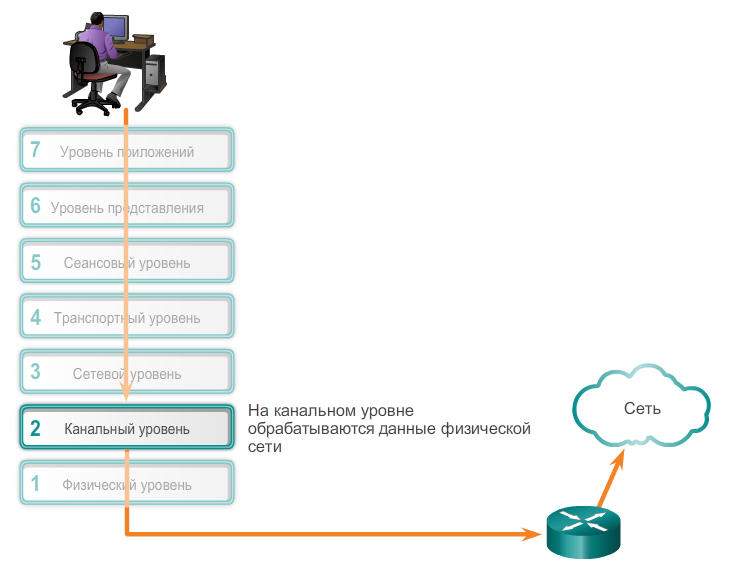 7 Уровень приложений
6 Уровень представления
5 Сеансовый уровень
4 Транспортный уровень
3 Сетевой уровень
2 Канальный уровень
На канальном уровне
обрабатываются данные физической
сети
Сеть
1 Физический уровень